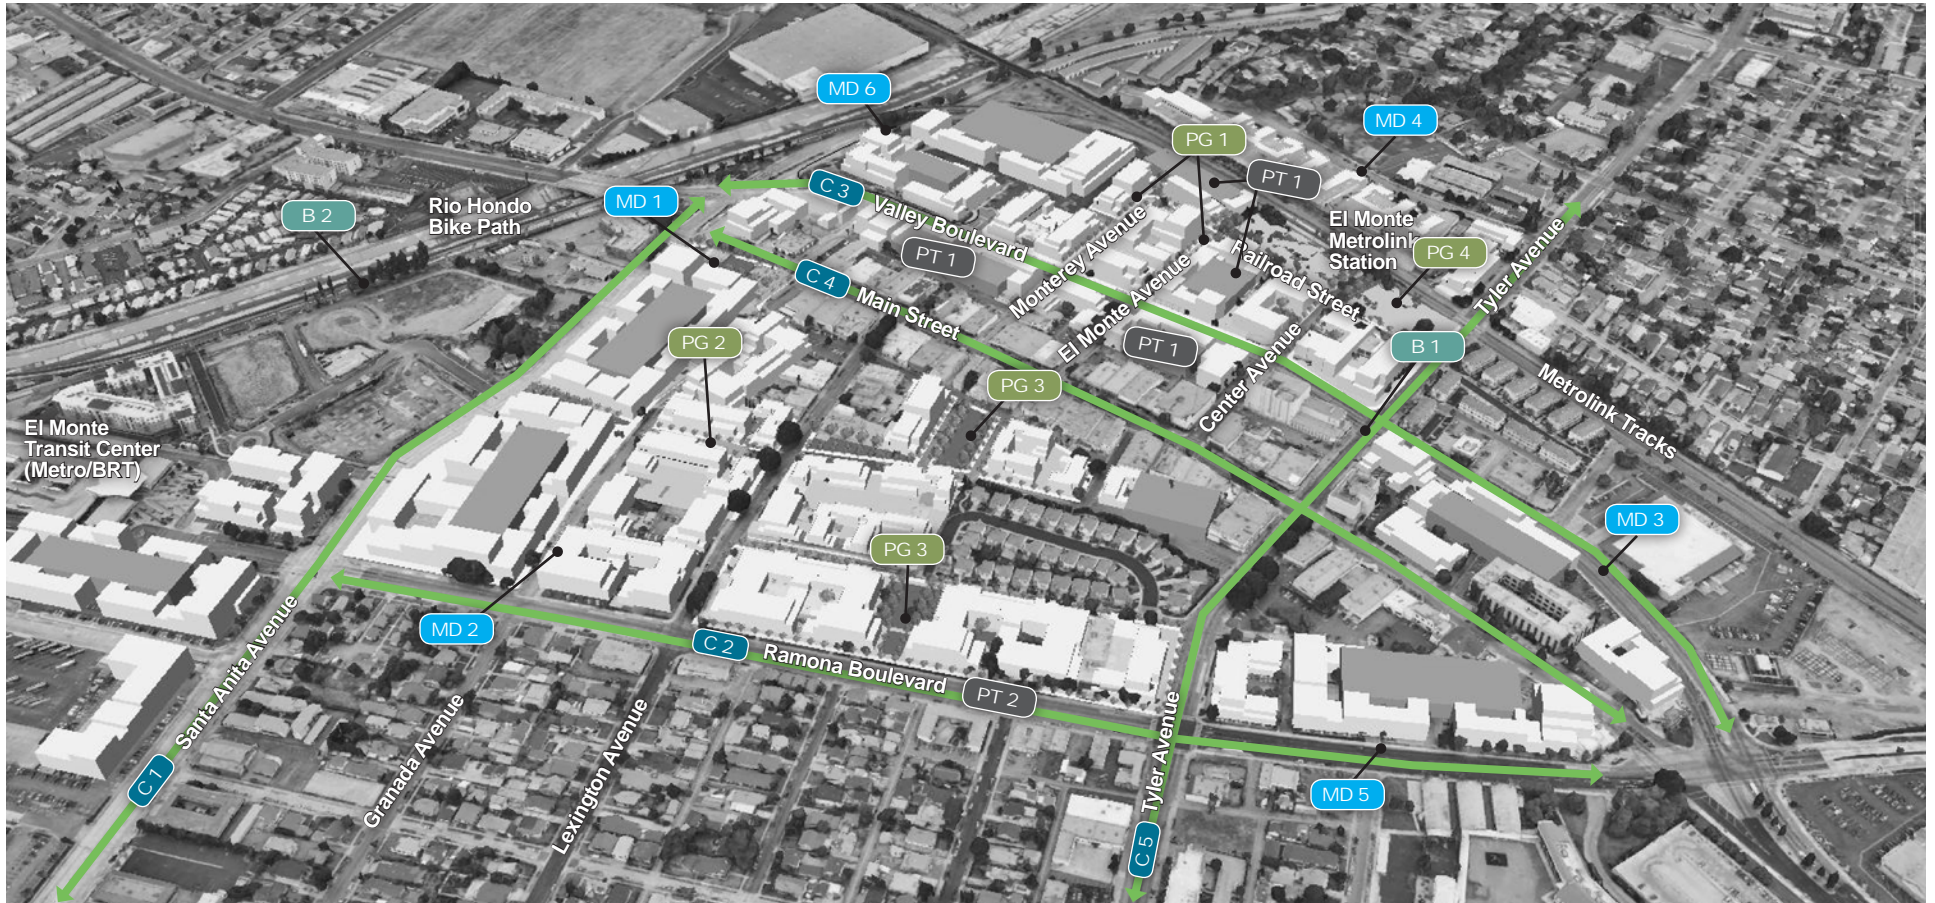 MD 6
MD 4
PG 1
PT 1
C 3
MD 1
B 2
Rio Hondo
Bike Path
Valley Boulevard
Monterey Avenue
El Monte
Metrolink
Station
PG 4
Tyler Avenue
PT 1
Railroad Street
El Monte Avenue
C 4
Main Street
PG 2
PT 1
B 1
Center Avenue
PG 3
Metrolink Tracks
El Monte
Transit Center
(Metro/BRT)
MD 3
PG 3
MD 2
C 2
Ramona Boulevard
PT 2
Santa Anita Avenue
C 1
Granada Avenue
Lexington Avenue
Tyler Avenue
MD 5
C 5